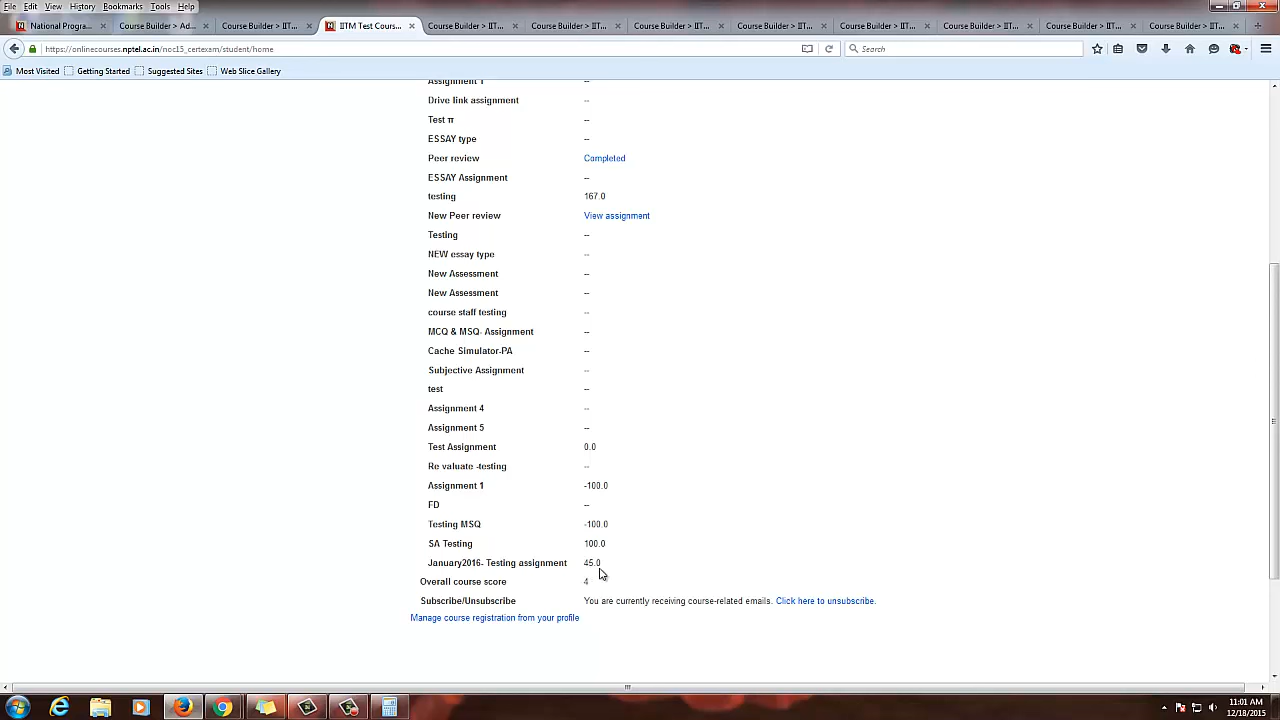 File Edit View History Bookmarks Tools Help
National Progra... Course Builder > Ad... Course Builder > IIT... IITM Test Cours... Course Builder > IIT... Course Builder > IIT... Course Builder > IIT... Course Builder > IIT... Course Builder > IIT... Course Builder > IIT... Course Builder > IIT... Course Builder > IIT...
https://onlinecourses.nptel.ac.in/noc15_certexam/student/home Search
Most Visited Getting Started Suggested Sites Web Slice Gallery
Assignment 1 --
Drive link assignment --
Test π --
ESSAY type --
Peer review Completed
ESSAY Assignment --
testing 167.0
New Peer review View assignment
Testing --
NEW essay type --
New Assessment --
New Assessment --
course staff testing --
MCQ & MSQ- Assignment --
Cache Simulator-PA --
Subjective Assignment --
test --
Assignment 4 --
Assignment 5 --
Test Assignment 0.0
Re valuate -testing --
Assignment 1 -100.0
FD --
Testing MSQ -100.0
SA Testing 100.0
January2016- Testing assignment 45.0
Overall course score 4
Subscribe/Unsubscribe You are currently receiving course-related emails. Click here to unsubscribe.
Manage course registration from your profile
11:01 AM
12/18/2015